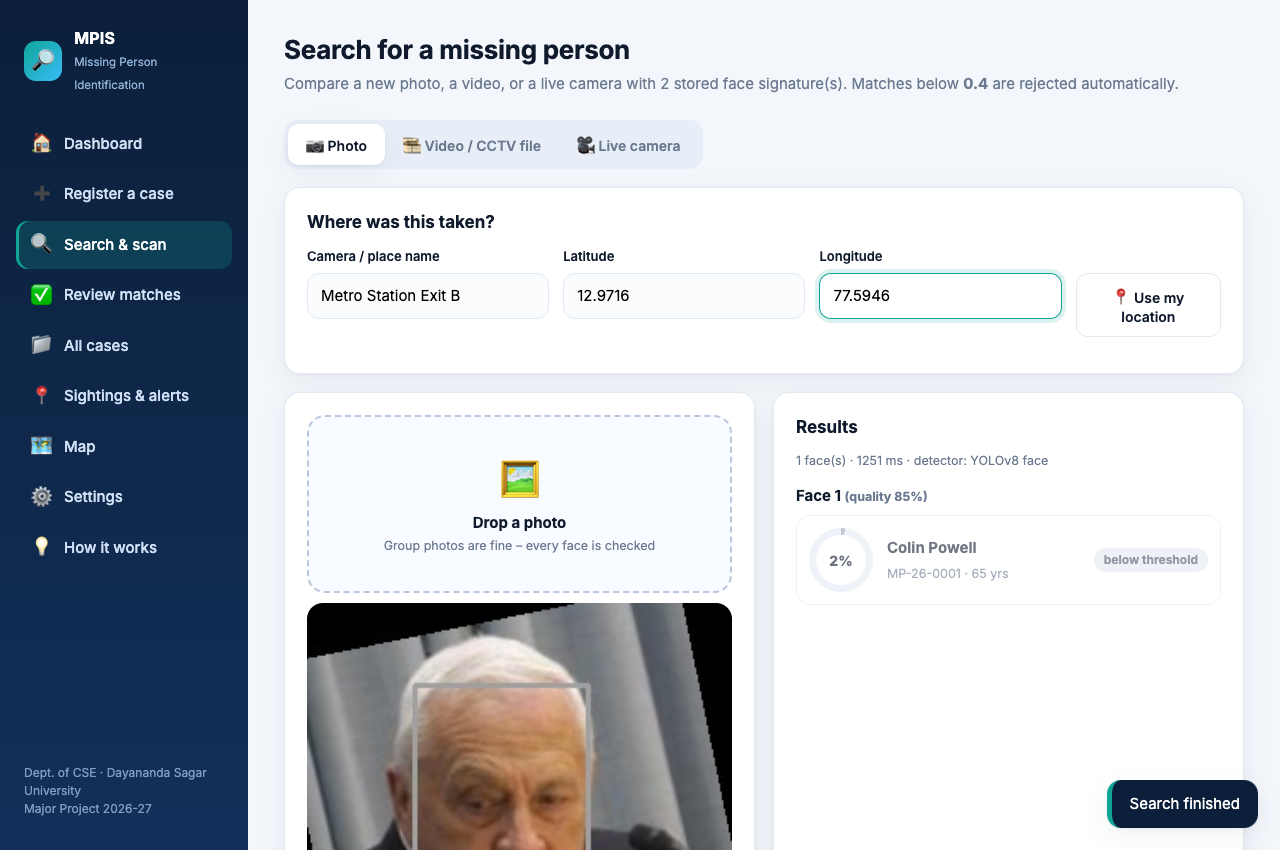 MPIS
Missing Person
Identification
Dashboard
Register a case
Search & scan
Review matches
All cases
Sightings & alerts
Map
Settings
How it works
Dept. of CSE · Dayananda Sagar
University
Major Project 2026-27
Search for a missing person
Compare a new photo, a video, or a live camera with 2 stored face signature(s). Matches below 0.4 are rejected automatically.
Photo
Video / CCTV file
Live camera
Where was this taken?
Camera / place name
Latitude
Longitude
Metro Station Exit B
12.9716
77.5946
Use my
location
Drop a photo
Group photos are fine – every face is checked
Results
1 face(s) · 1251 ms · detector: YOLOv8 face
Face 1 (quality 85%)
2%
Colin Powell
MP-26-0001 · 65 yrs
below threshold
Search finished